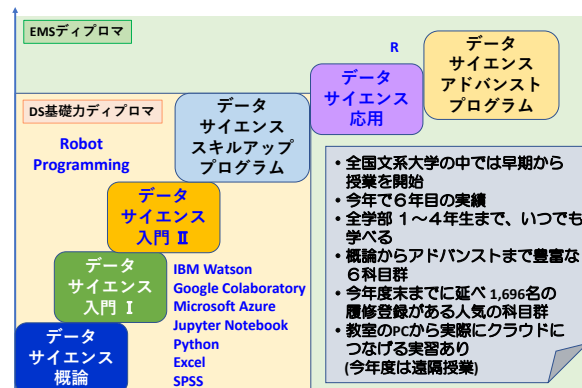 EMSディプロマ
R
データ
サイエンス
アドバンスト
プログラム
データ
サイエンス
応用
DS基礎力ディプロマ
データ
サイエンス
スキルアップ
プログラム
Robot
Programming
データ
サイエンス
入門 Ⅱ
データ
サイエンス
入門 Ⅰ
データ
サイエンス
概論
IBM Watson
Google Colaboratory
Microsoft Azure
Jupyter Notebook
Python
Excel
SPSS
・全国文系大学の中では早期から
授業を開始
・今年で6年目の実績
・全学部 1～4年生まで、いつでも
学べる
・概論からアドバンストまで豊富な
6科目群
・今年度末までに延べ 1,696名の
履修登録がある人気の科目群
・教室のPCから実際にクラウドに
つなげる実習あり
(今年度は遠隔授業)